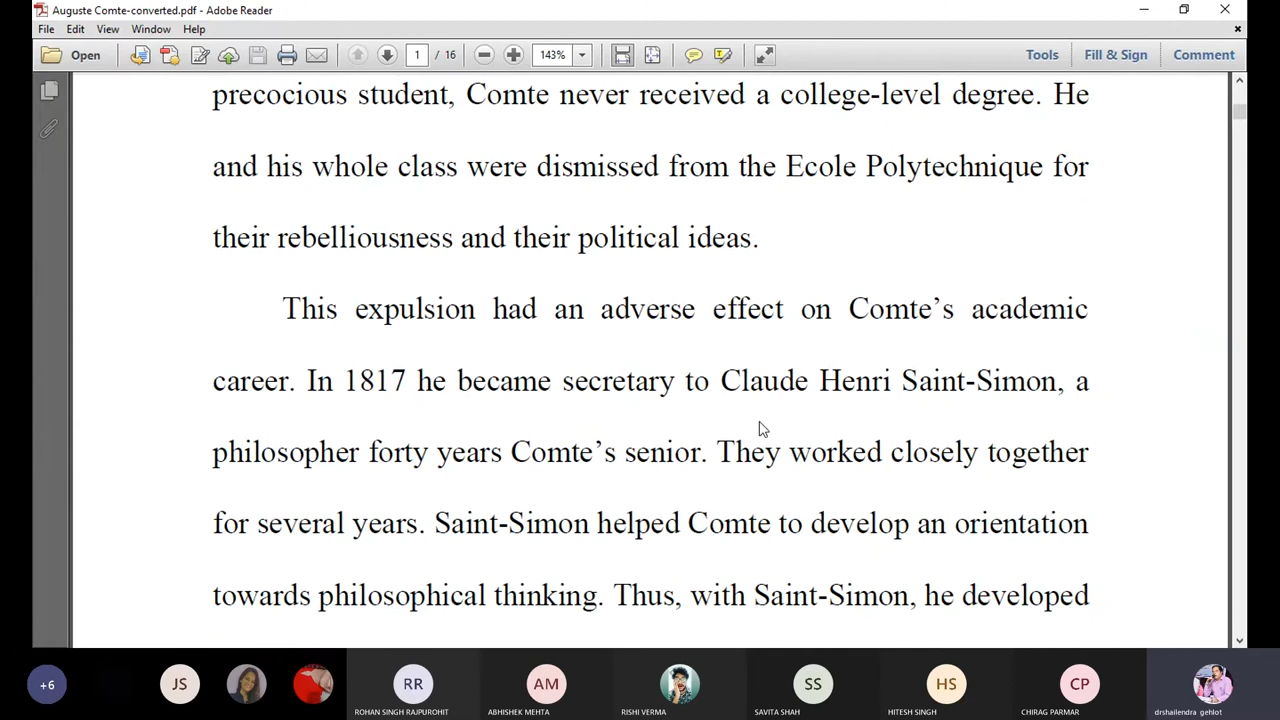 Auguste Comte-converted.pdf - Adobe Reader
File Edit View Window Help
Open 1 / 16 143% Tools Fill & Sign Comment
precocious student, Comte never received a college-level degree. He
and his whole class were dismissed from the Ecole Polytechnique for
their rebelliousness and their political ideas.
This expulsion had an adverse effect on Comte’s academic
career. In 1817 he became secretary to Claude Henri Saint-Simon, a
philosopher forty years Comte’s senior. They worked closely together
for several years. Saint-Simon helped Comte to develop an orientation
towards philosophical thinking. Thus, with Saint-Simon, he developed
+6 JS RR AM SS HS CP
ROHAN SINGH RAJPUROHIT ABHISHEK MEHTA RISHI VERMA SAVITA SHAH HITESH SINGH CHIRAG PARMAR drshailendra gehlot